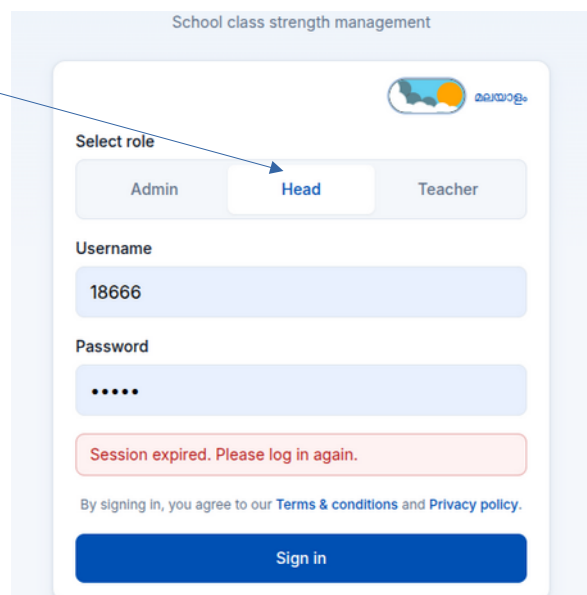 School class strength management
മലയാളം
Select role
Admin Head Teacher
Username
18666
Password
•••••
Session expired. Please log in again.
By signing in, you agree to our Terms & conditions and Privacy policy.
Sign in